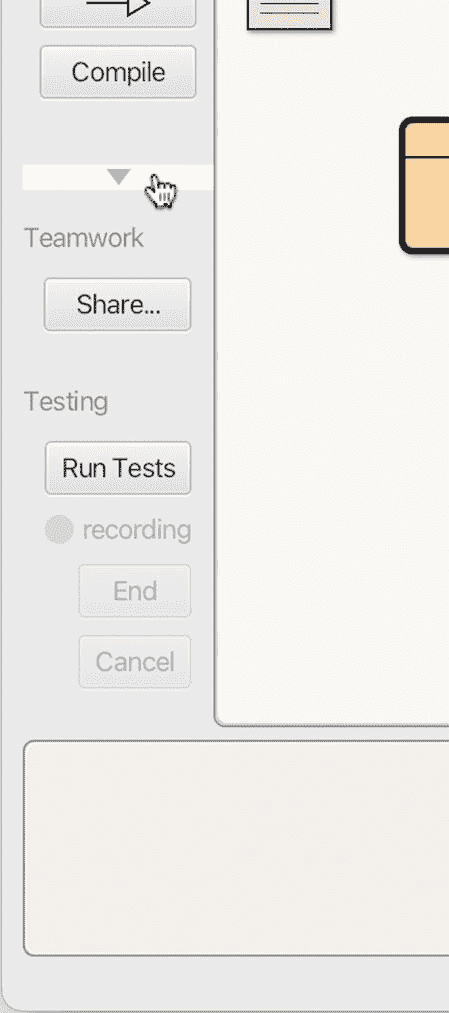 Compile
Teamwork
Share...
Testing
Run Tests
recording
End
Cancel